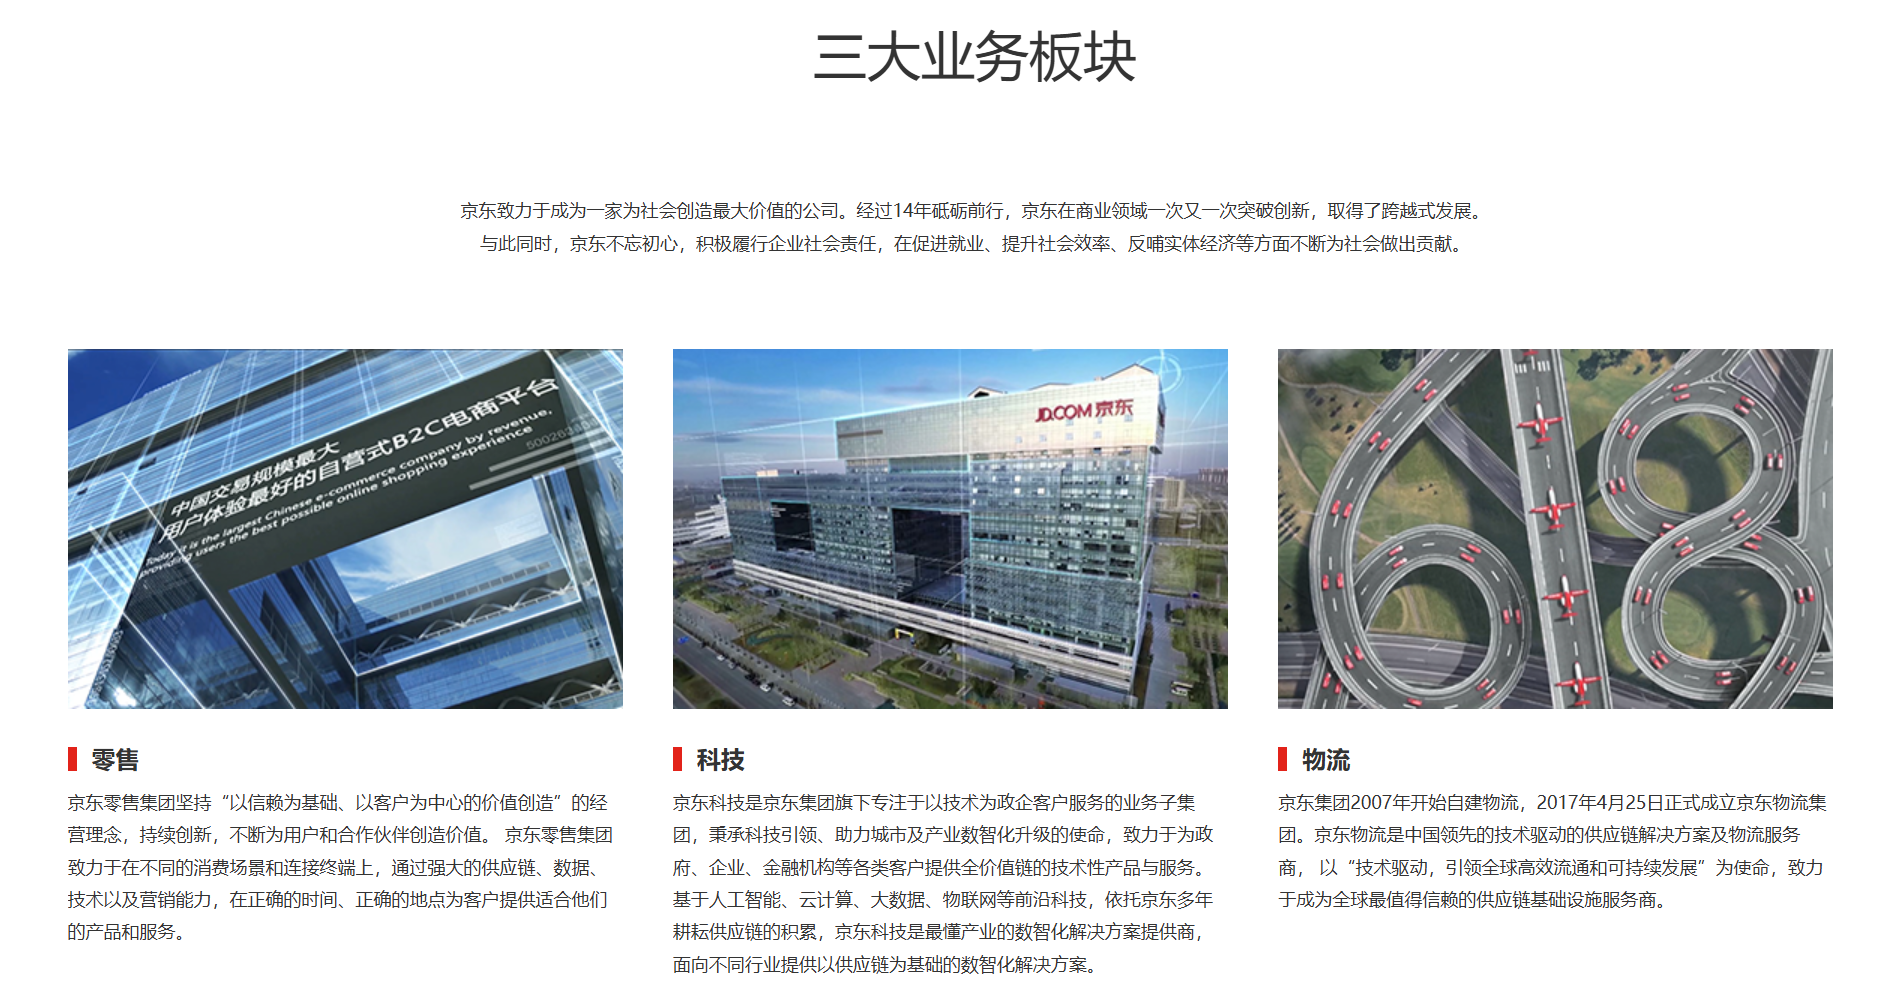 三大业务板块
京东致力于成为一家为社会创造最大价值的公司。经过14年砥砺前行，京东在商业领域一次又一次突破创新，取得了跨越式发展。
与此同时，京东不忘初心，积极履行企业社会责任，在促进就业、提升社会效率、反哺实体经济等方面不断为社会做出贡献。
中国交易规模最大
用户体验最好的自营式B2C电商平台
Today it is the largest Chinese e-commerce company by revenue,
providing users the best possible online shopping experience
JD.COM 京东
零售
京东零售集团坚持“以信赖为基础、以客户为中心的价值创造”的经
营理念，持续创新，不断为用户和合作伙伴创造价值。 京东零售集团
致力于在不同的消费场景和连接终端上，通过强大的供应链、数据、
技术以及营销能力，在正确的时间、正确的地点为客户提供适合他们
的产品和服务。
科技
京东科技是京东集团旗下专注于以技术为政企客户服务的业务子集
团，秉承科技引领、助力城市及产业数智化升级的使命，致力于为政
府、企业、金融机构等各类客户提供全价值链的技术性产品与服务。
基于人工智能、云计算、大数据、物联网等前沿科技，依托京东多年
耕耘供应链的积累，京东科技是最懂产业的数智化解决方案提供商，
面向不同行业提供以供应链为基础的数智化解决方案。
物流
京东集团2007年开始自建物流，2017年4月25日正式成立京东物流集
团。京东物流是中国领先的技术驱动的供应链解决方案及物流服务
商， 以“技术驱动，引领全球高效流通和可持续发展”为使命，致力
于成为全球最值得信赖的供应链基础设施服务商。